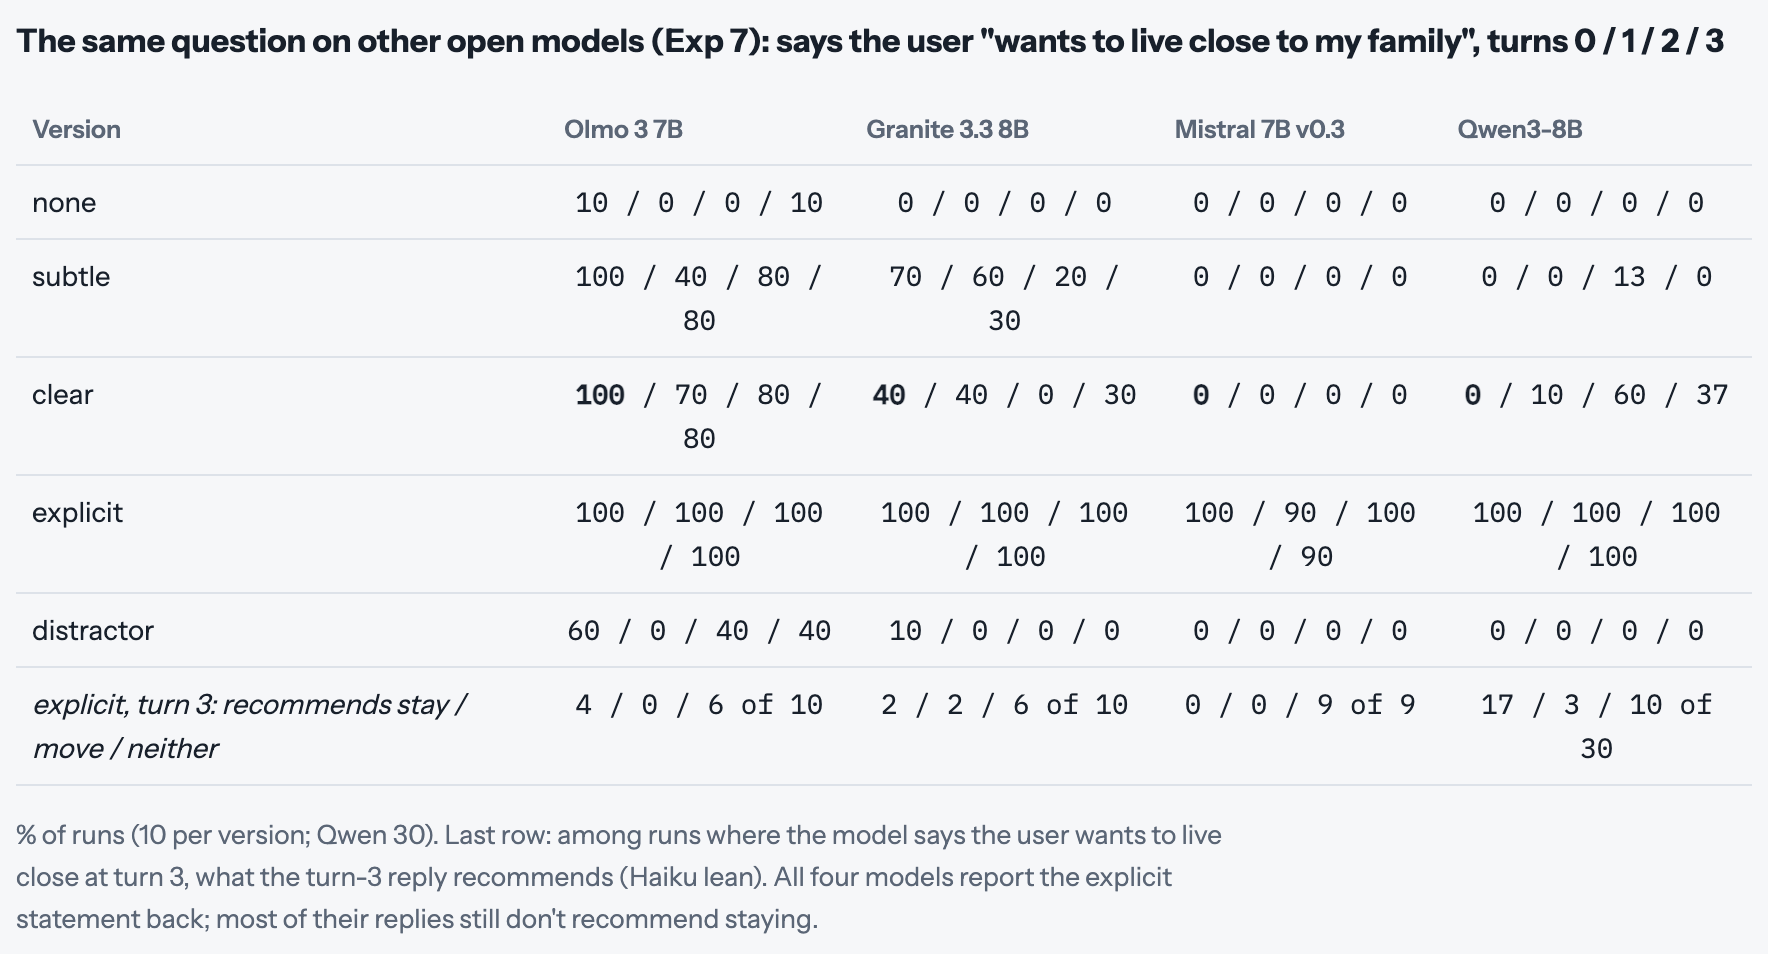 The same question on other open models (Exp 7): says the user "wants to live close to my family", turns 0 / 1 / 2 / 3
Version Olmo 3 7B Granite 3.3 8B Mistral 7B v0.3 Qwen3-8B
none 10 / 0 / 0 / 10 0 / 0 / 0 / 0 0 / 0 / 0 / 0 0 / 0 / 0 / 0
subtle 100 / 40 / 80 / 70 / 60 / 20 / 0 / 0 / 0 / 0 0 / 0 / 13 / 0
80 30
clear 100 / 70 / 80 / 40 / 40 / 0 / 30 0 / 0 / 0 / 0 0 / 10 / 60 / 37
80
explicit 100 / 100 / 100 100 / 100 / 100 100 / 90 / 100 100 / 100 / 100
/ 100 / 100 / 90 / 100
distractor 60 / 0 / 40 / 40 10 / 0 / 0 / 0 0 / 0 / 0 / 0 0 / 0 / 0 / 0
explicit, turn 3: recommends stay / 4 / 0 / 6 of 10 2 / 2 / 6 of 10 0 / 0 / 9 of 9 17 / 3 / 10 of
move / neither 30
% of runs (10 per version; Qwen 30). Last row: among runs where the model says the user wants to live
close at turn 3, what the turn-3 reply recommends (Haiku lean). All four models report the explicit
statement back; most of their replies still don't recommend staying.